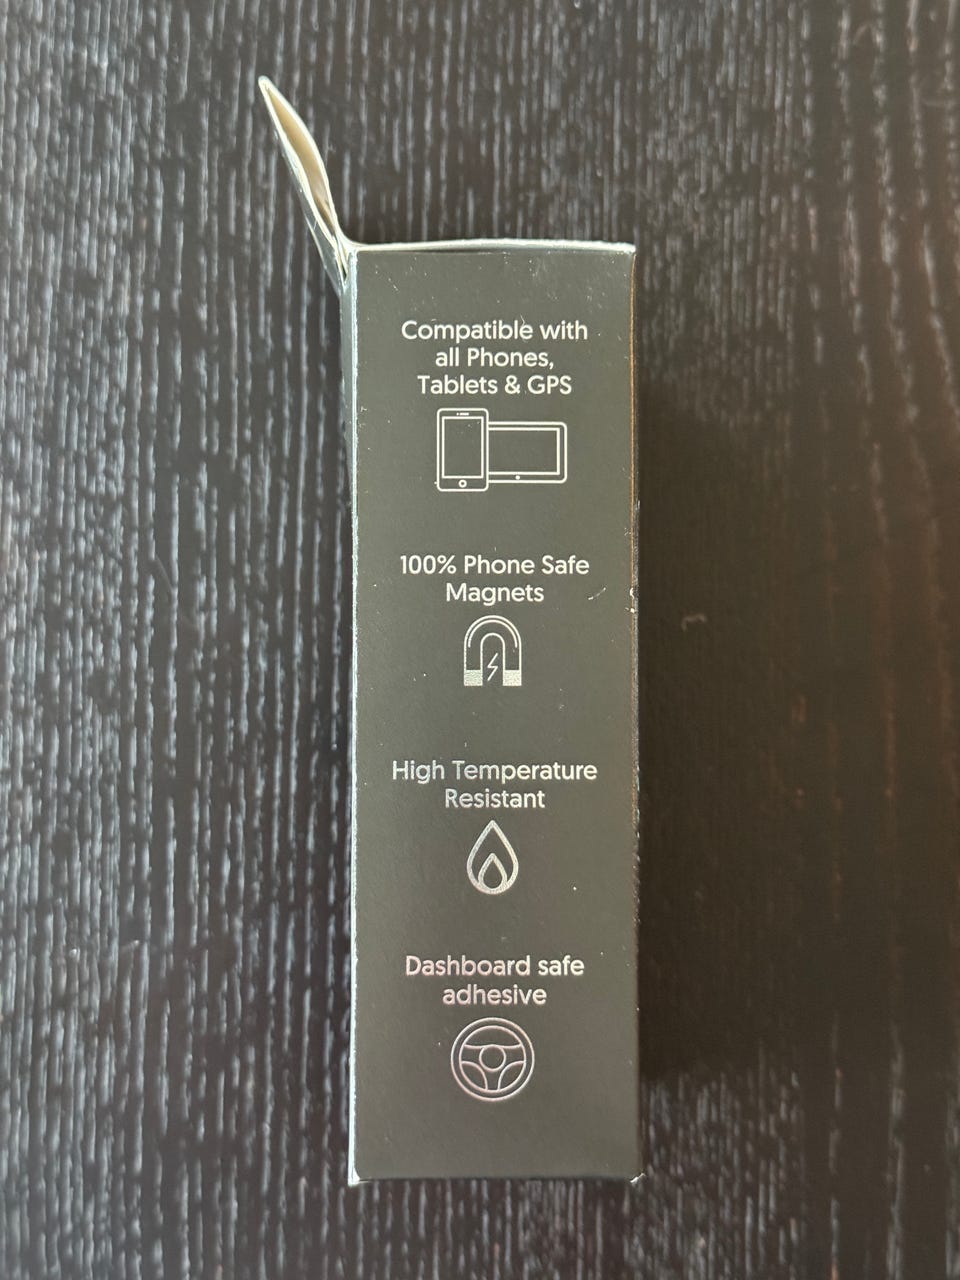 Compatible with
all Phones,
Tablets & GPS
100% Phone Safe
Magnets
High Temperature
Resistant
Dashboard safe
adhesive